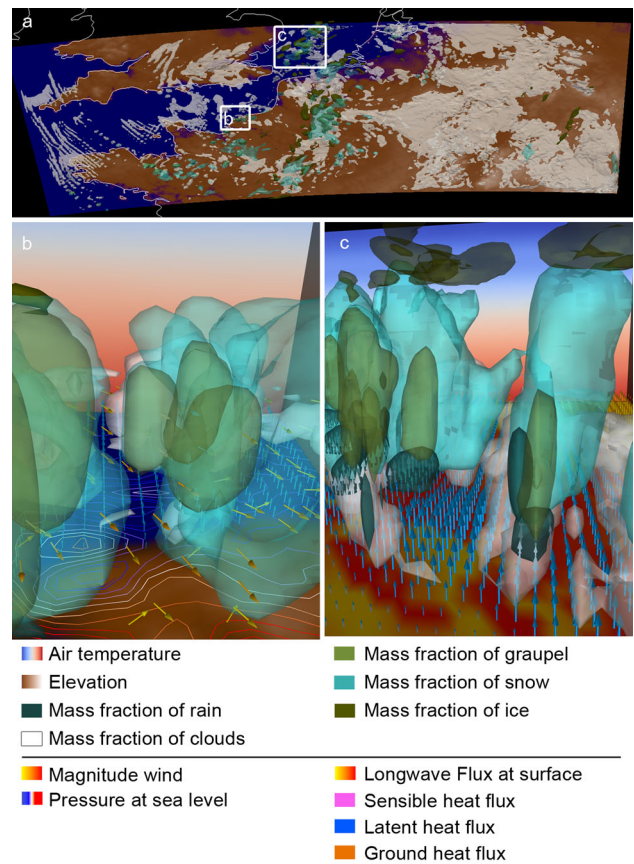 a
c
b
b
c
Air temperature
Elevation
Mass fraction of rain
Mass fraction of clouds
Mass fraction of graupel
Mass fraction of snow
Mass fraction of ice
Magnitude wind
Pressure at sea level
Longwave Flux at surface
Sensible heat flux
Latent heat flux
Ground heat flux